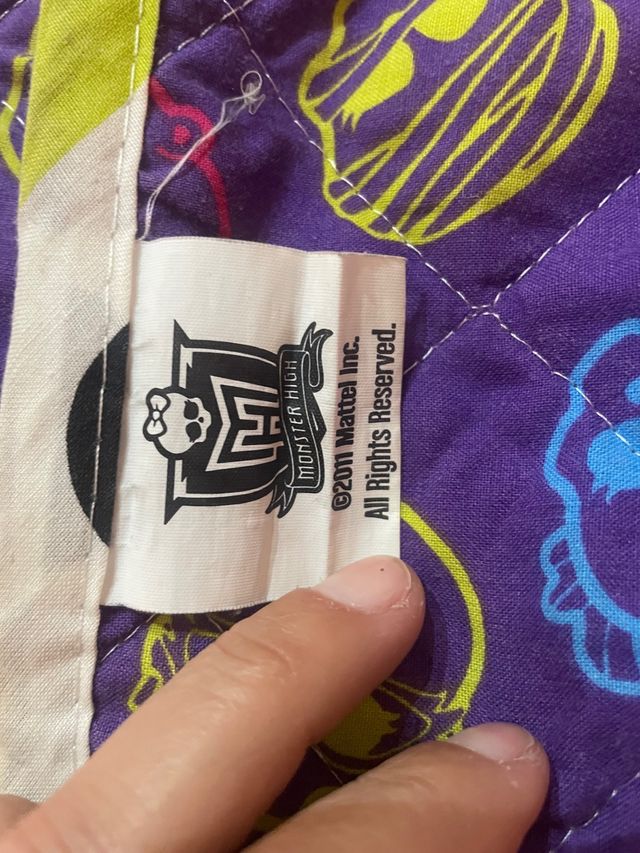 MONSTER HIGH
©2011 Mattel Inc.
All Rights Reserved.